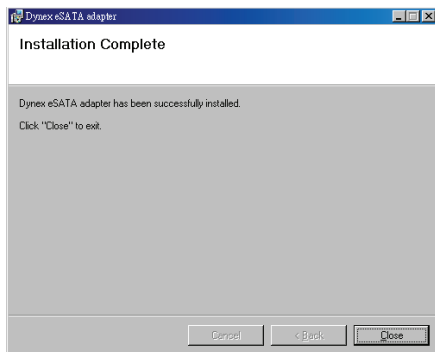 Dynex eSATA adapter
Installation Complete
Dynex eSATA adapter has been successfully installed.
Click "Close" to exit.
Cancel < Back Close